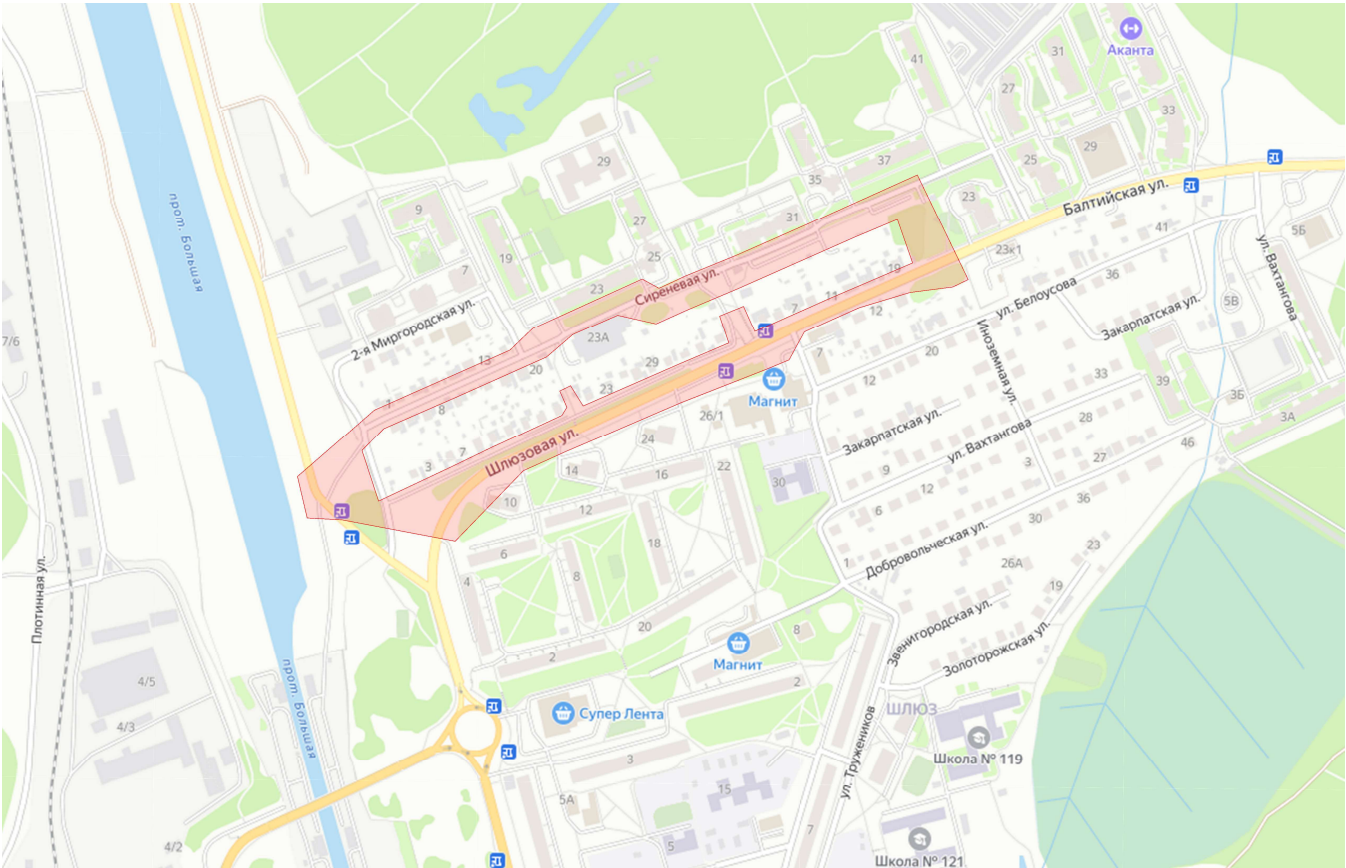 Аканта
31
41
27
33
29
29
37
25
35
23
9
27
31
прот. Большая
19
25
Балтийская ул.
5Б
41
23к1
7
Сиреневая ул.
19
36
ул. Белоусова
ул. Вахтангова
23
3
11
7
12
5В
Закарпатская ул.
2-я Миргородская ул.
7/6
23А
Иноземная ул.
13
20
29
7
20
12
Магнит
33
39
3Б
23
1
8
26/1
Закарпатская ул.
28
3А
Шлюзовая ул.
24
ул. Вахтангова
46
7
3
14
16
22
9
3
27
30
12
10
12
6
36
30
Плотинная ул.
6
18
Добровольческая ул.
23
4
8
1
26А
19
20
8
Звенигородская ул.
Золоторожская ул.
2
Магнит
2
4/5
прот. Большая
Супер Лента
ШЛЮЗ
4/3
ул. Тружеников
Школа № 119
3
15
5А
7
4/2
5
Школа № 121